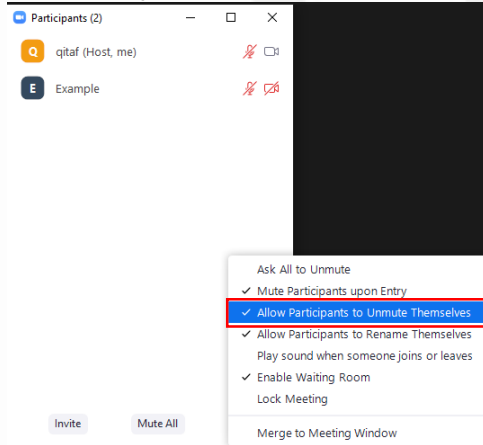 Participants (2)
Q qitaf (Host, me)
E Example
Ask All to Unmute
Mute Participants upon Entry
Allow Participants to Unmute Themselves
Allow Participants to Rename Themselves
Play sound when someone joins or leaves
Enable Waiting Room
Lock Meeting
Invite Mute All
Merge to Meeting Window